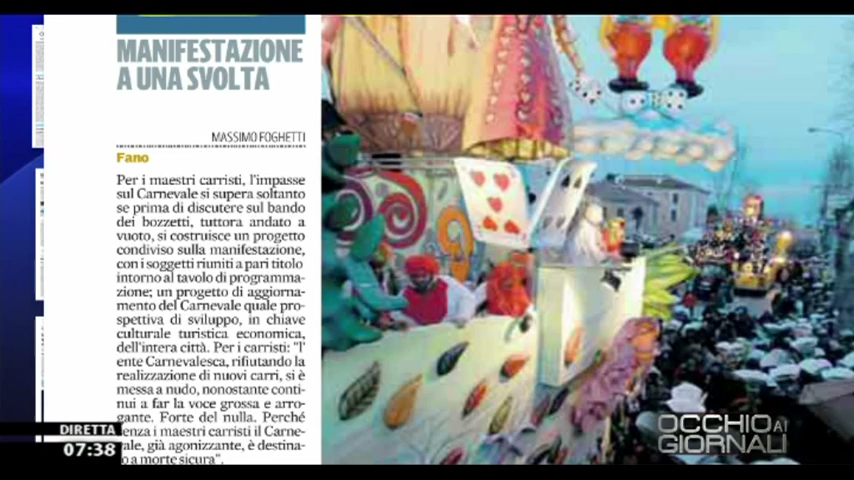 MANIFESTAZIONE
A UNA SVOLTA
MASSIMO FOGHETTI
Fano
Per i maestri carristi, l'impasse
sul Carnevale si supera soltanto
se prima di discutere sul bando
dei bozzetti, tuttora andato a
vuoto, si costruisce un progetto
condiviso sulla manifestazione,
con i soggetti riuniti a pari titolo
intorno al tavolo di programma-
zione; un progetto di aggiorna-
mento del Carnevale quale pro-
spettiva di sviluppo, in chiave
culturale turistica economica,
dell'intera città. Per i carristi: "l'
ente Carnevalesca, rifiutando la
realizzazione di nuovi carri, si è
messa a nudo, nonostante conti-
nui a far la voce grossa e arro-
gante. Forte del nulla. Perché
enza i maestri carristi il Carne-
vale, già agonizzante, è destina-
o a morte sicura".
DIRETTA
07:38
OCCHIO AI
GIORNALI